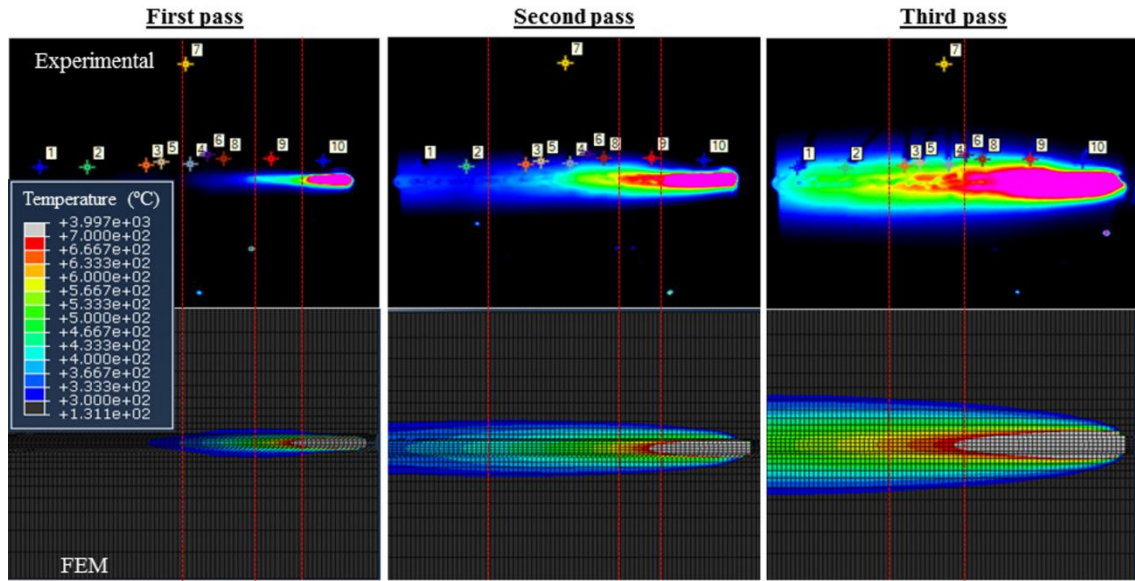 First pass
Second pass
Third pass
Experimental
7
7
7
1
2
3
5
4
6
8
9
10
1
2
3
5
4
6
8
9
10
1
2
3
5
4
6
8
9
10
Temperature (°C)
+3.997e+03
+7.000e+02
+6.667e+02
+6.333e+02
+6.000e+02
+5.667e+02
+5.333e+02
+5.000e+02
+4.667e+02
+4.333e+02
+4.000e+02
+3.667e+02
+3.333e+02
+3.000e+02
+1.311e+02
FEM